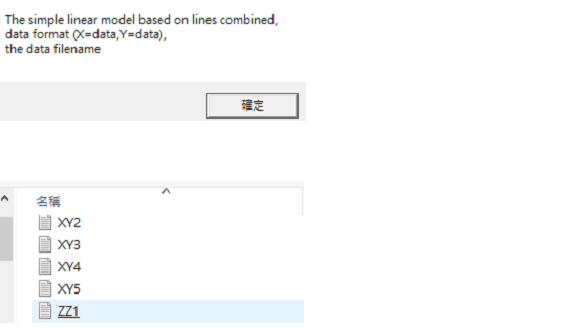 The simple linear model based on lines combined,
data format (X=data,Y=data),
the data filename
確定
名稱
XY2
XY3
XY4
XY5
ZZ1